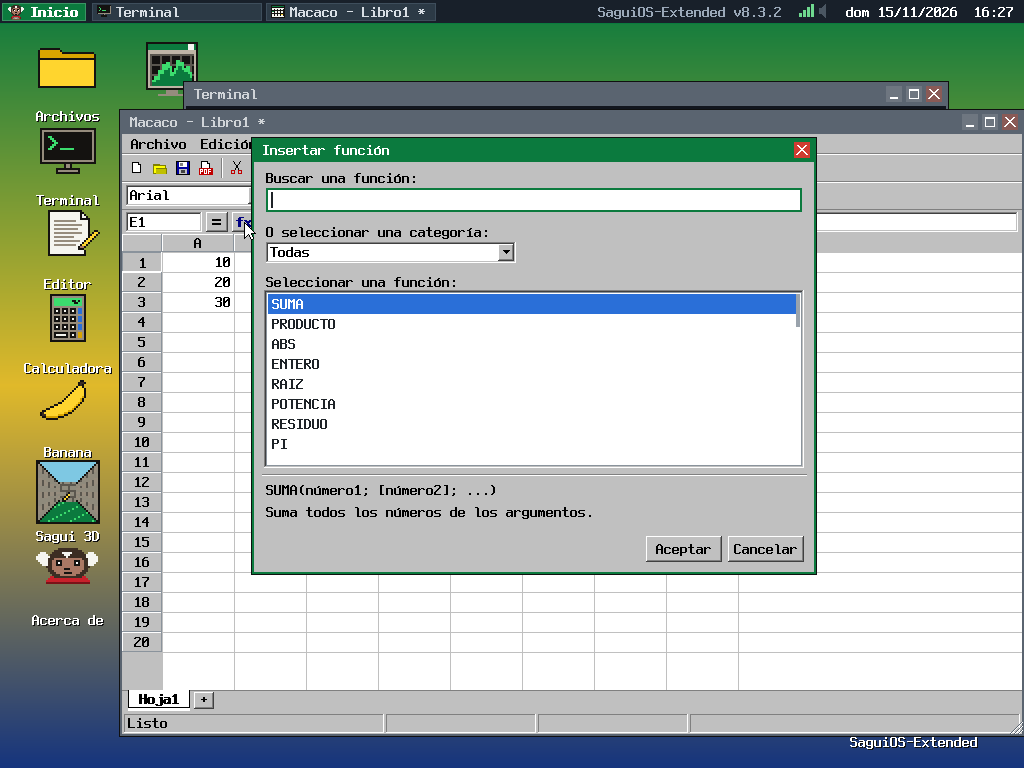 Inicio Terminal Macaco - Libro1 * SaguiOS-Extended v8.3.2 dom 15/11/2026 16:27
Archivos
Terminal
Editor
Calculadora
Banana
Sagui 3D
Acerca de
Terminal
Macaco - Libro1 *
Archivo Edición
PDF
Arial
E1 = fx
A
1 10
2 20
3 30
4
5
6
7
8
9
10
11
12
13
14
15
16
17
18
19
20
Insertar función
Buscar una función:
O seleccionar una categoría:
Todas
Seleccionar una función:
SUMA
PRODUCTO
ABS
ENTERO
RAIZ
POTENCIA
RESIDUO
PI
SUMA(número1; [número2]; ...)
Suma todos los números de los argumentos.
Aceptar Cancelar
Hoja1 +
Listo
SaguiOS-Extended